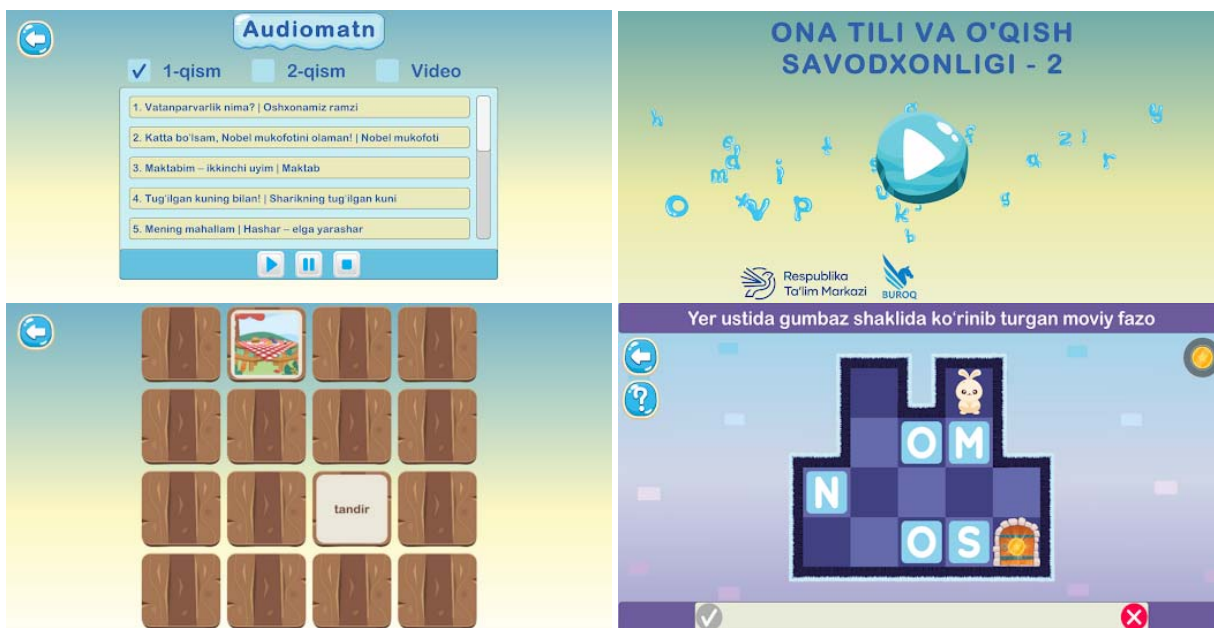 Audiomatn
1-qism 2-qism Video
1. Vatanparvarlik nima? | Oshxonamiz ramzi
2. Katta bo'lsam, Nobel mukofotini olaman! | Nobel mukofoti
3. Maktabim – ikkinchi uyim | Maktab
4. Tug'ilgan kuning bilan! | Sharikning tug'ilgan kuni
5. Mening mahallam | Hashar – elga yarashar
ONA TILI VA O'QISH
SAVODXONLIGI - 2
Respublika
Ta'lim Markazi
BUROQ
tandir
Yer ustida gumbaz shaklida ko'rinib turgan moviy fazo
O M
N
O S